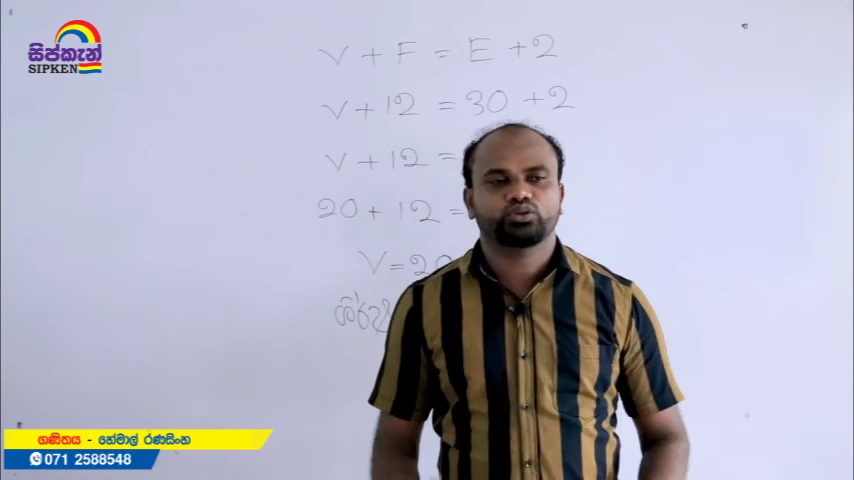 සිප්කැන්
SIPKEN
V + F = E + 2
V + 12 = 30 + 2
V + 12 =
20 + 12 =
V = 20
ශීර්ෂ
ගණිතය - හේමාල් රණසිංහ
071 2588548